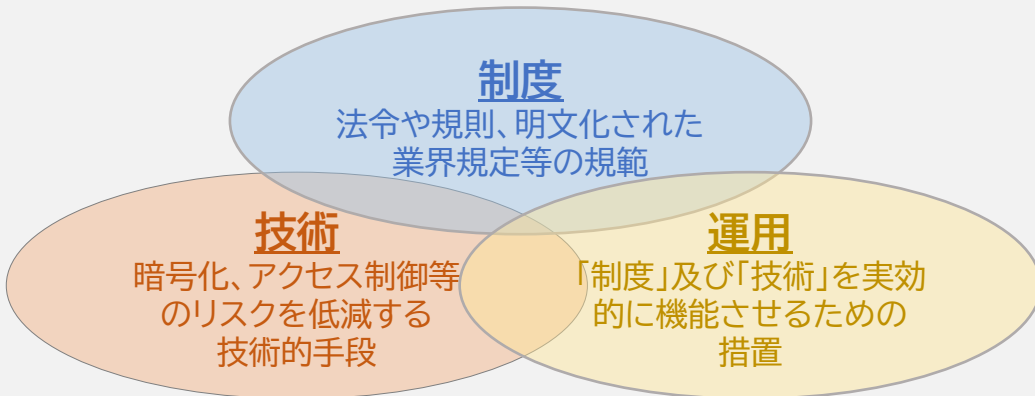 制度
法令や規則、明文化された
業界規定等の規範
技術
暗号化、アクセス制御等
のリスクを低減する
技術的手段
運用
「制度」及び「技術」を実効
的に機能させるための
措置